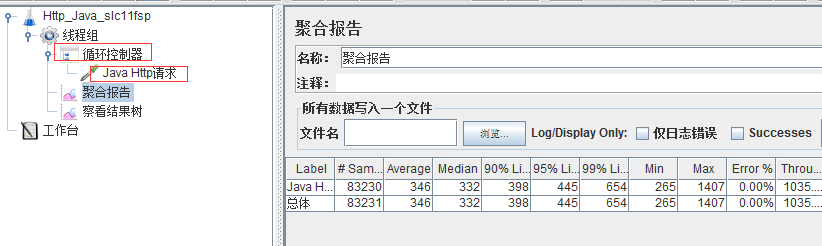 Http_Java_slc11fsp
线程组
循环控制器
Java Http请求
聚合报告
察看结果树
工作台
聚合报告
名称： 聚合报告
注释：
所有数据写入一个文件
文件名 浏览... Log/Display Only: 仅日志错误 Successes
Label # Sam... Average Median 90% Li... 95% Li... 99% Li... Min Max Error % Throu...
Java H... 83230 346 332 398 445 654 265 1407 0.00% 1035....
总体 83231 346 332 398 445 654 265 1407 0.00% 1035....